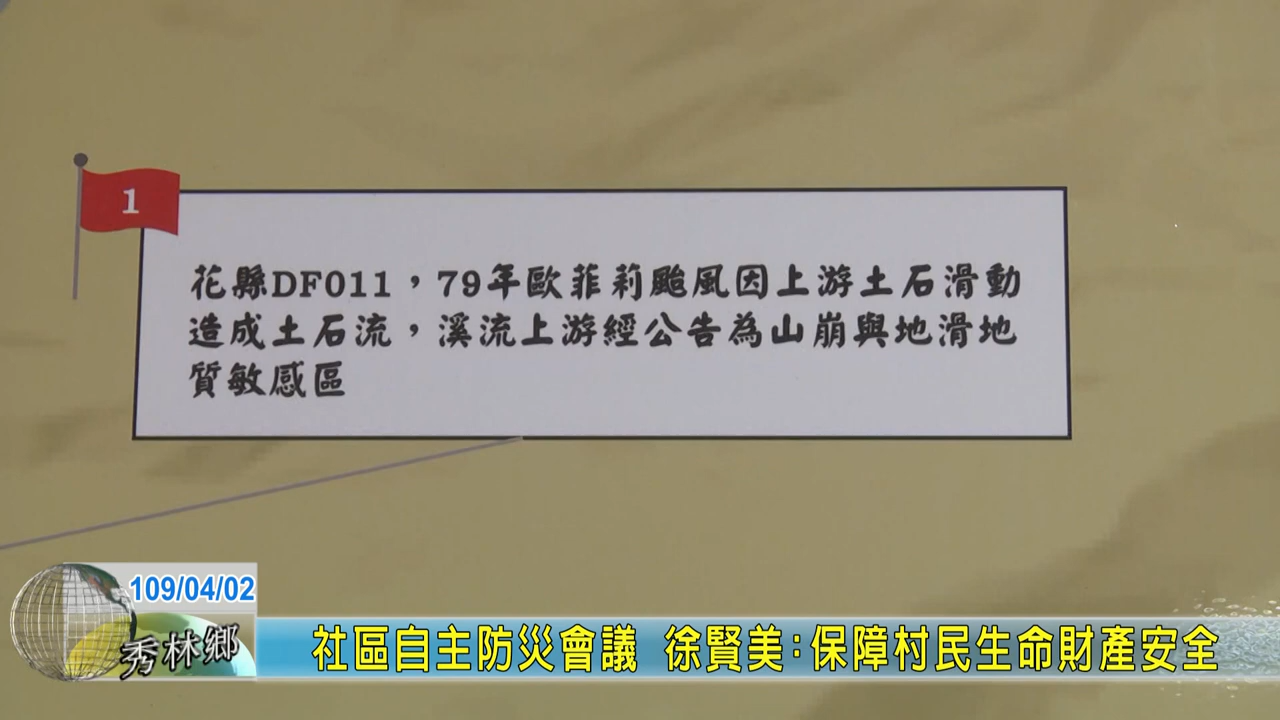 1
花縣DF011，79年歐菲莉颱風因上游土石滑動
造成土石流，溪流上游經公告為山崩與地滑地
質敏感區
109/04/02
秀林鄉
社區自主防災會議 徐賢美:保障村民生命財產安全